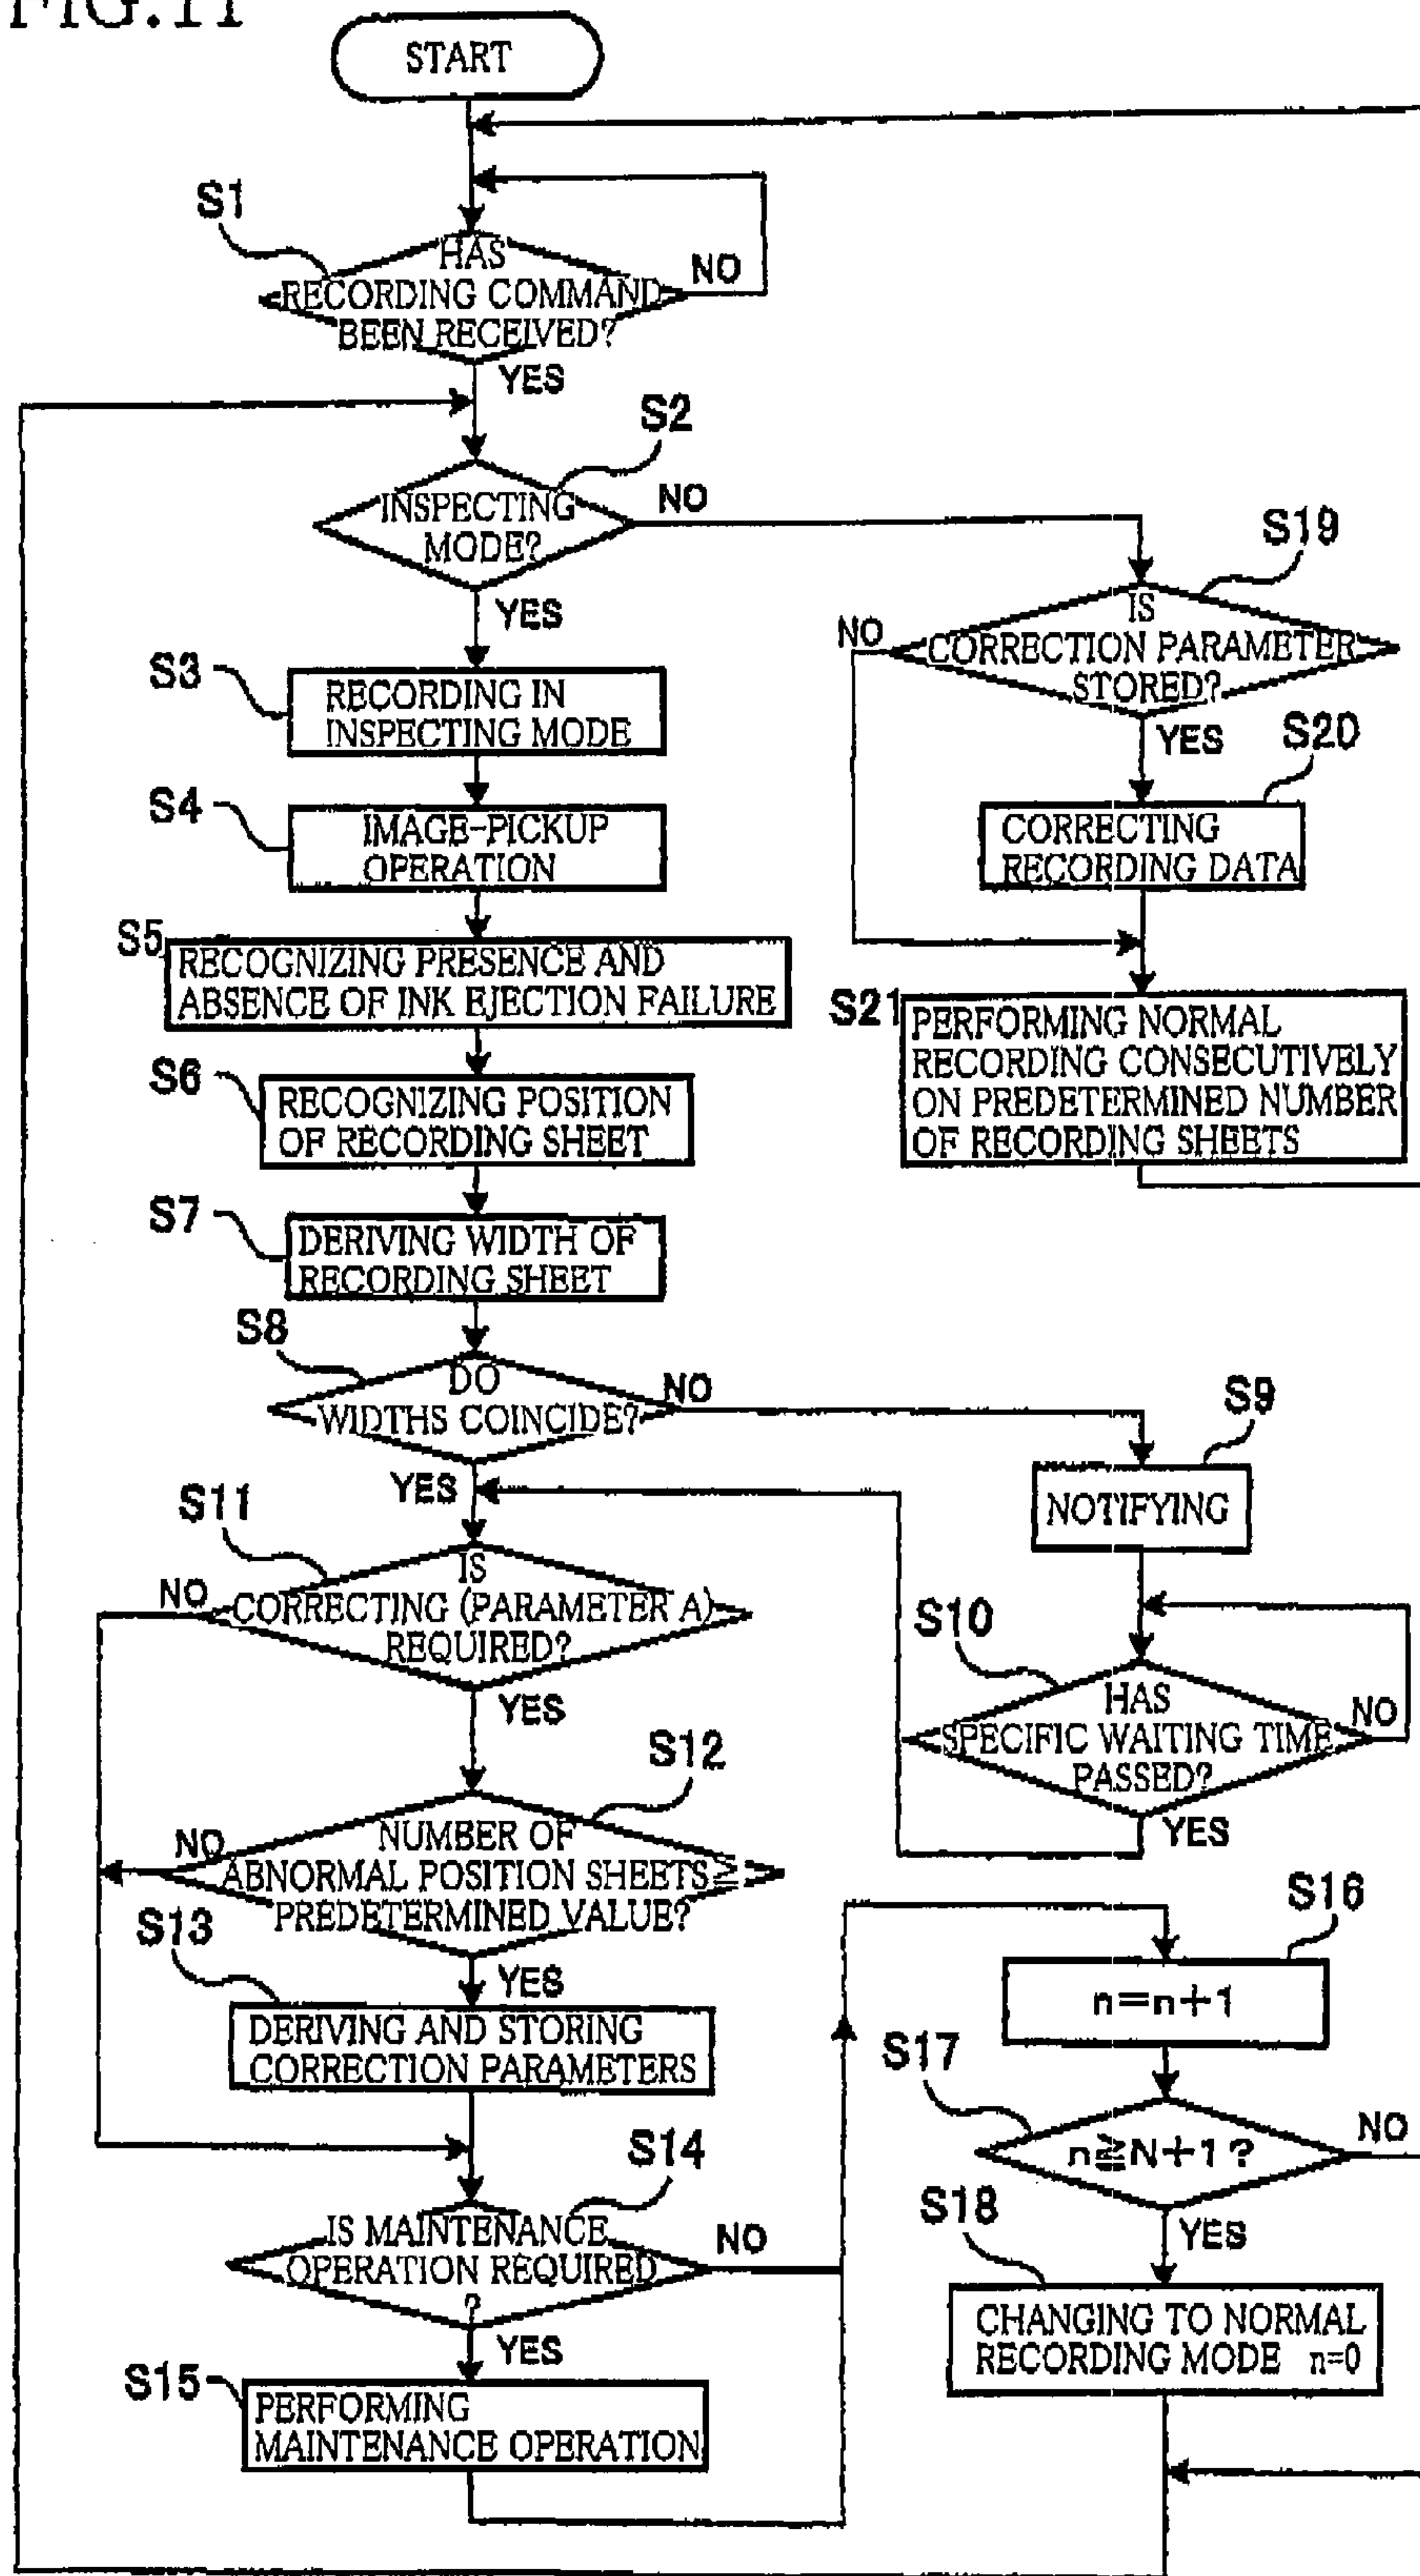 FIG.11
START
S1
HAS
RECORDING COMMAND
BEEN RECEIVED?
NO
YES
S2
INSPECTING
MODE?
NO
YES
S19
IS
CORRECTION PARAMETER
STORED?
NO
YES
S3
RECORDING IN
INSPECTING MODE
S20
CORRECTING
RECORDING DATA
S4
IMAGE-PICKUP
OPERATION
S5
RECOGNIZING PRESENCE AND
ABSENCE OF INK EJECTION FAILURE
S21
PERFORMING NORMAL
RECORDING CONSECUTIVELY
ON PREDETERMINED NUMBER
OF RECORDING SHEETS
S6
RECOGNIZING POSITION
OF RECORDING SHEET
S7
DERIVING WIDTH OF
RECORDING SHEET
S8
DO
WIDTHS COINCIDE?
NO
YES
S9
NOTIFYING
S11
IS
CORRECTING (PARAMETER A)
REQUIRED?
NO
YES
S10
HAS
SPECIFIC WAITING TIME
PASSED?
NO
YES
S12
NUMBER OF
ABNORMAL POSITION SHEETS≧
PREDETERMINED VALUE?
NO
YES
S13
DERIVING AND STORING
CORRECTION PARAMETERS
S16
n=n+1
S17
n≧N+1?
NO
YES
S14
IS MAINTENANCE
OPERATION REQUIRED
?
NO
YES
S18
CHANGING TO NORMAL
RECORDING MODE n=0
S15
PERFORMING
MAINTENANCE OPERATION